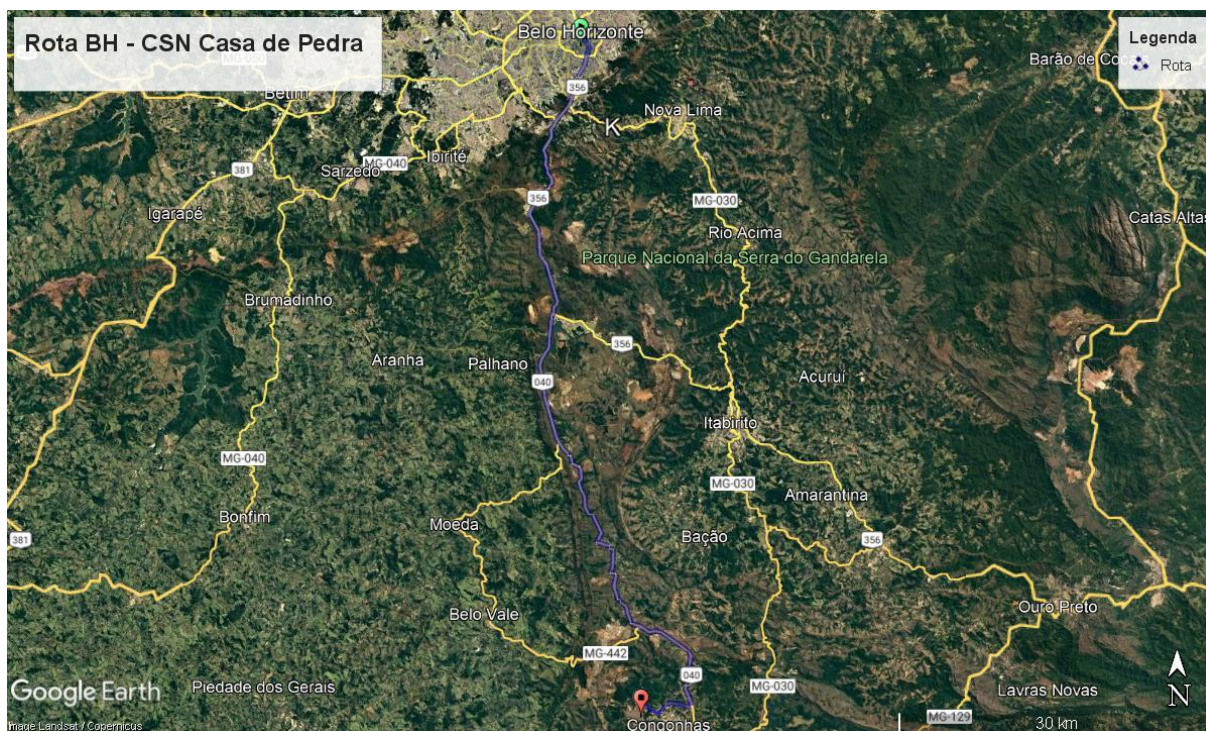 Rota BH - CSN Casa de Pedra
Legenda
Rota
Belo Horizonte
Betim
356
Nova Lima
Ibirité
MG-040
Sarzedo
381
Igarapé
356
MG-030
Rio Acima
Catas Altas
Parque Nacional da Serra do Gandarela
Brumadinho
356
Aranha
Palhano
040
Acuruí
Itabirito
MG-040
MG-030
Amarantina
Bonfim
Moeda
Bação
381
356
Belo Vale
Ouro Preto
MG-442
040
MG-030
Piedade dos Gerais
Lavras Novas
Congonhas
MG-129
30 km
N
Google Earth
Image Landsat / Copernicus